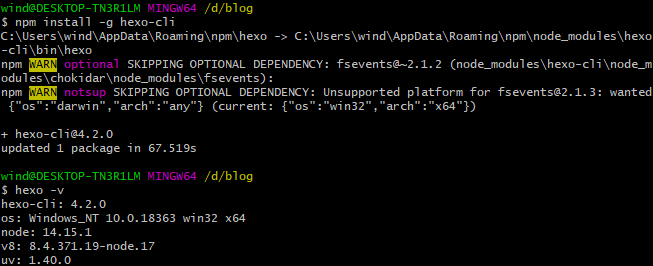 wind@DESKTOP-TN3R1LM MINGW64 /d/blog
$ npm install -g hexo-cli
C:\Users\wind\AppData\Roaming\npm\hexo -> C:\Users\wind\AppData\Roaming\npm\node_modules\hexo
-cli\bin\hexo
npm WARN optional SKIPPING OPTIONAL DEPENDENCY: fsevents@~2.1.2 (node_modules\hexo-cli\node_m
odules\chokidar\node_modules\fsevents):
npm WARN notsup SKIPPING OPTIONAL DEPENDENCY: Unsupported platform for fsevents@2.1.3: wanted
 {"os":"darwin","arch":"any"} (current: {"os":"win32","arch":"x64"})
+ hexo-cli@4.2.0
updated 1 package in 67.519s
wind@DESKTOP-TN3R1LM MINGW64 /d/blog
$ hexo -v
hexo-cli: 4.2.0
os: Windows_NT 10.0.18363 win32 x64
node: 14.15.1
v8: 8.4.371.19-node.17
uv: 1.40.0